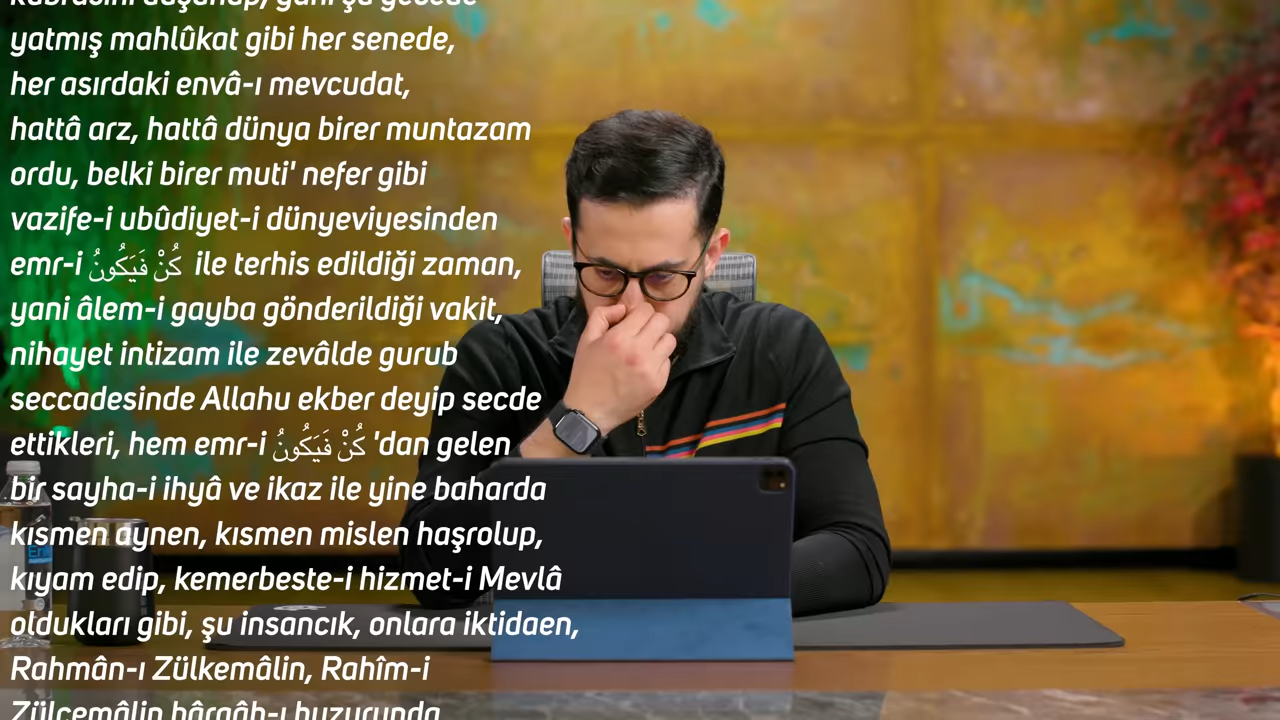 yatmış mahlûkat gibi her senede,
her asırdaki envâ-ı mevcudat,
hattâ arz, hattâ dünya birer muntazam
ordu, belki birer muti' nefer gibi
vazife-i ubûdiyet-i dünyeviyesinden
emr-i كُنْ فَيَكُونُ ile terhis edildiği zaman,
yani âlem-i gayba gönderildiği vakit,
nihayet intizam ile zevâlde gurub
seccadesinde Allahu ekber deyip secde
ettikleri, hem emr-i كُنْ فَيَكُونُ 'dan gelen
bir sayha-i ihyâ ve ikaz ile yine baharda
kısmen aynen, kısmen mislen haşrolup,
kıyam edip, kemerbeste-i hizmet-i Mevlâ
oldukları gibi, şu insancık, onlara iktidaen,
Rahmân-ı Zülkemâlin, Rahîm-i
Zülcemâlin bârgâh-ı huzurunda